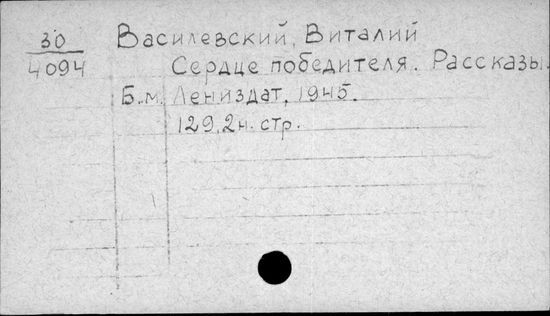 30 Василевский, Виталий
4094 Сердце победителя. Рассказы.
Б.м. Лениздат, 1945.
129, 2н. стр.